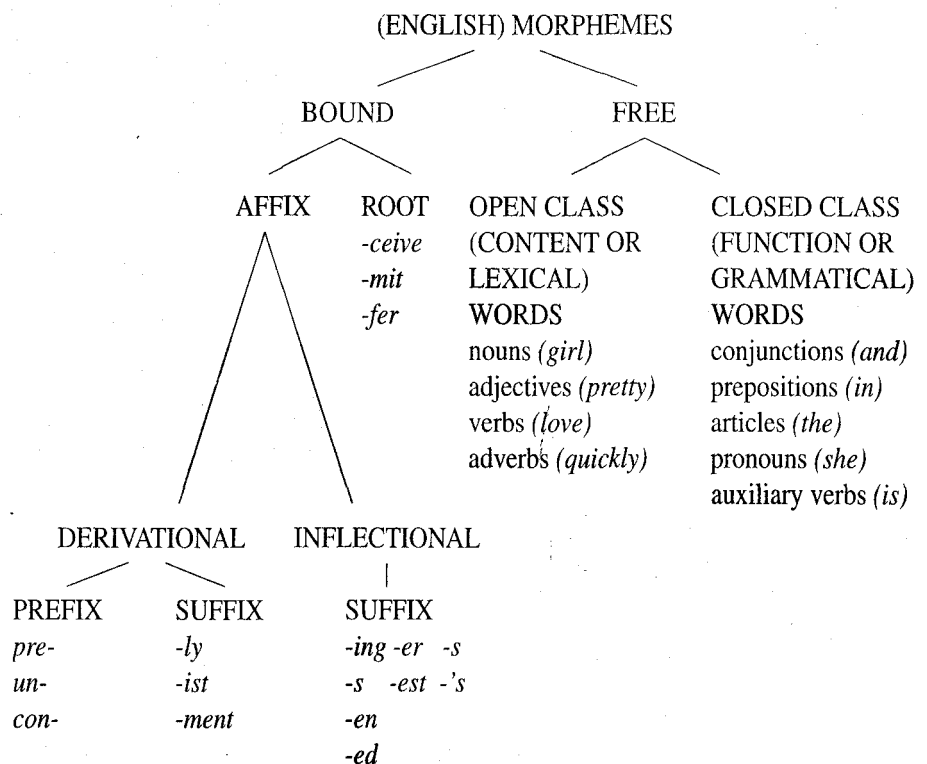 (ENGLISH) MORPHEMES
BOUND
FREE
AFFIX
ROOT
-ceive
-mit
-fer
OPEN CLASS
(CONTENT OR
LEXICAL)
WORDS
nouns (girl)
adjectives (pretty)
verbs (love)
adverbs (quickly)
CLOSED CLASS
(FUNCTION OR
GRAMMATICAL)
WORDS
conjunctions (and)
prepositions (in)
articles (the)
pronouns (she)
auxiliary verbs (is)
DERIVATIONAL
INFLECTIONAL
PREFIX
pre-
un-
con-
SUFFIX
-ly
-ist
-ment
SUFFIX
-ing -er -s
-s -est -'s
-en
-ed